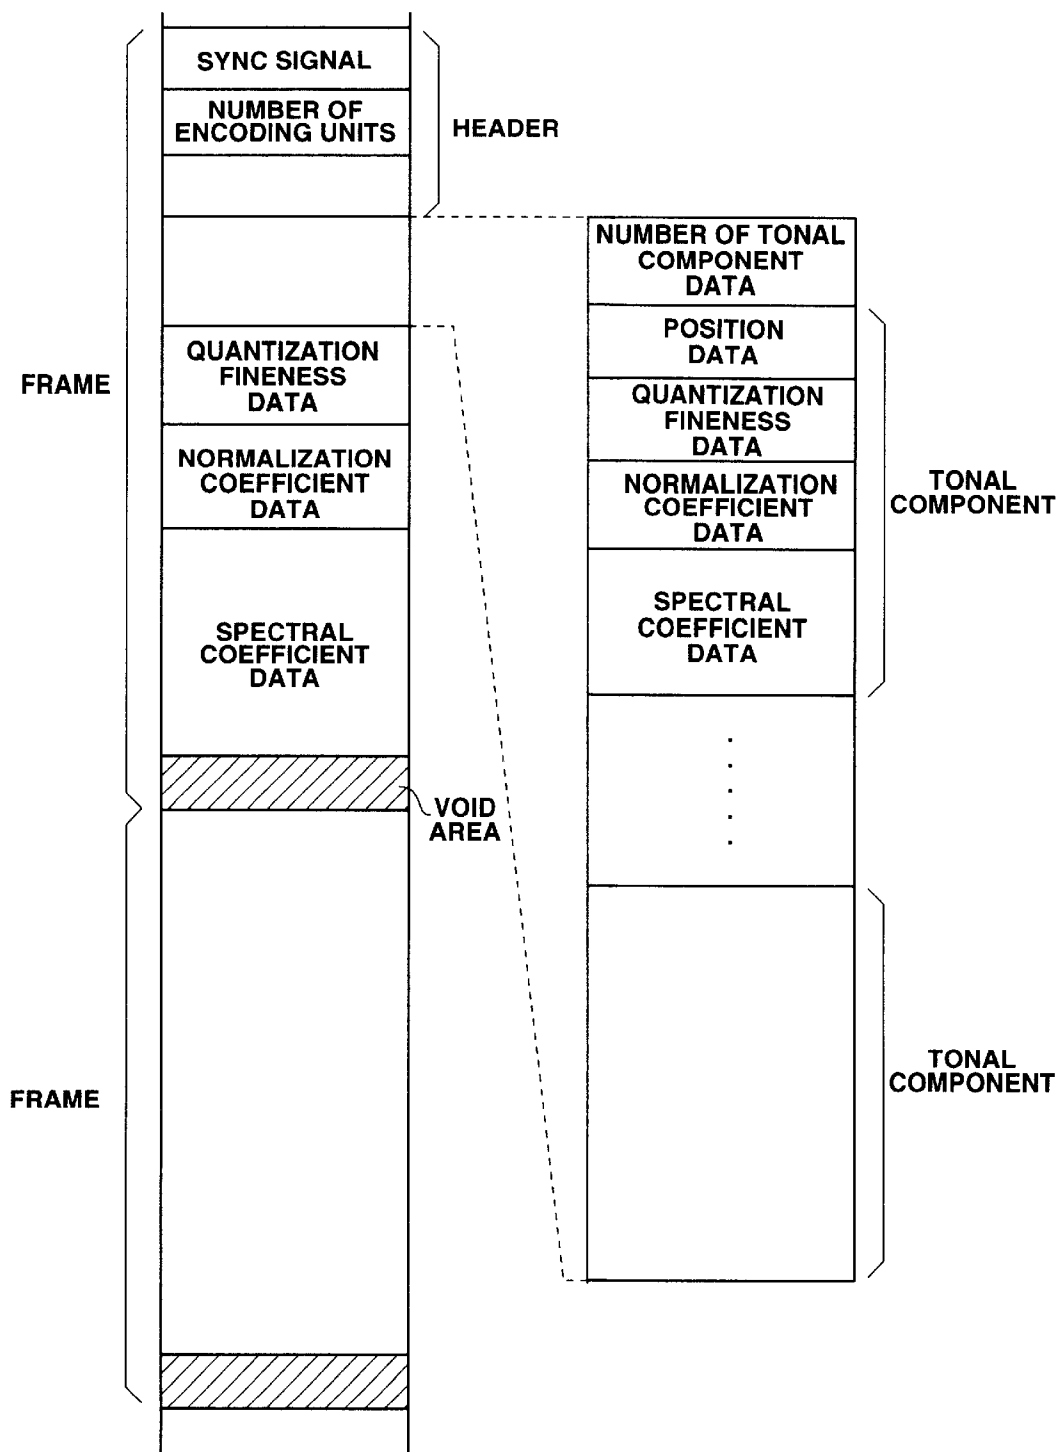 SYNC SIGNAL
NUMBER OF
ENCODING UNITS
HEADER
FRAME
QUANTIZATION
FINENESS
DATA
NORMALIZATION
COEFFICIENT
DATA
SPECTRAL
COEFFICIENT
DATA
VOID
AREA
FRAME
NUMBER OF TONAL
COMPONENT
DATA
POSITION
DATA
QUANTIZATION
FINENESS
DATA
NORMALIZATION
COEFFICIENT
DATA
SPECTRAL
COEFFICIENT
DATA
TONAL
COMPONENT
TONAL
COMPONENT